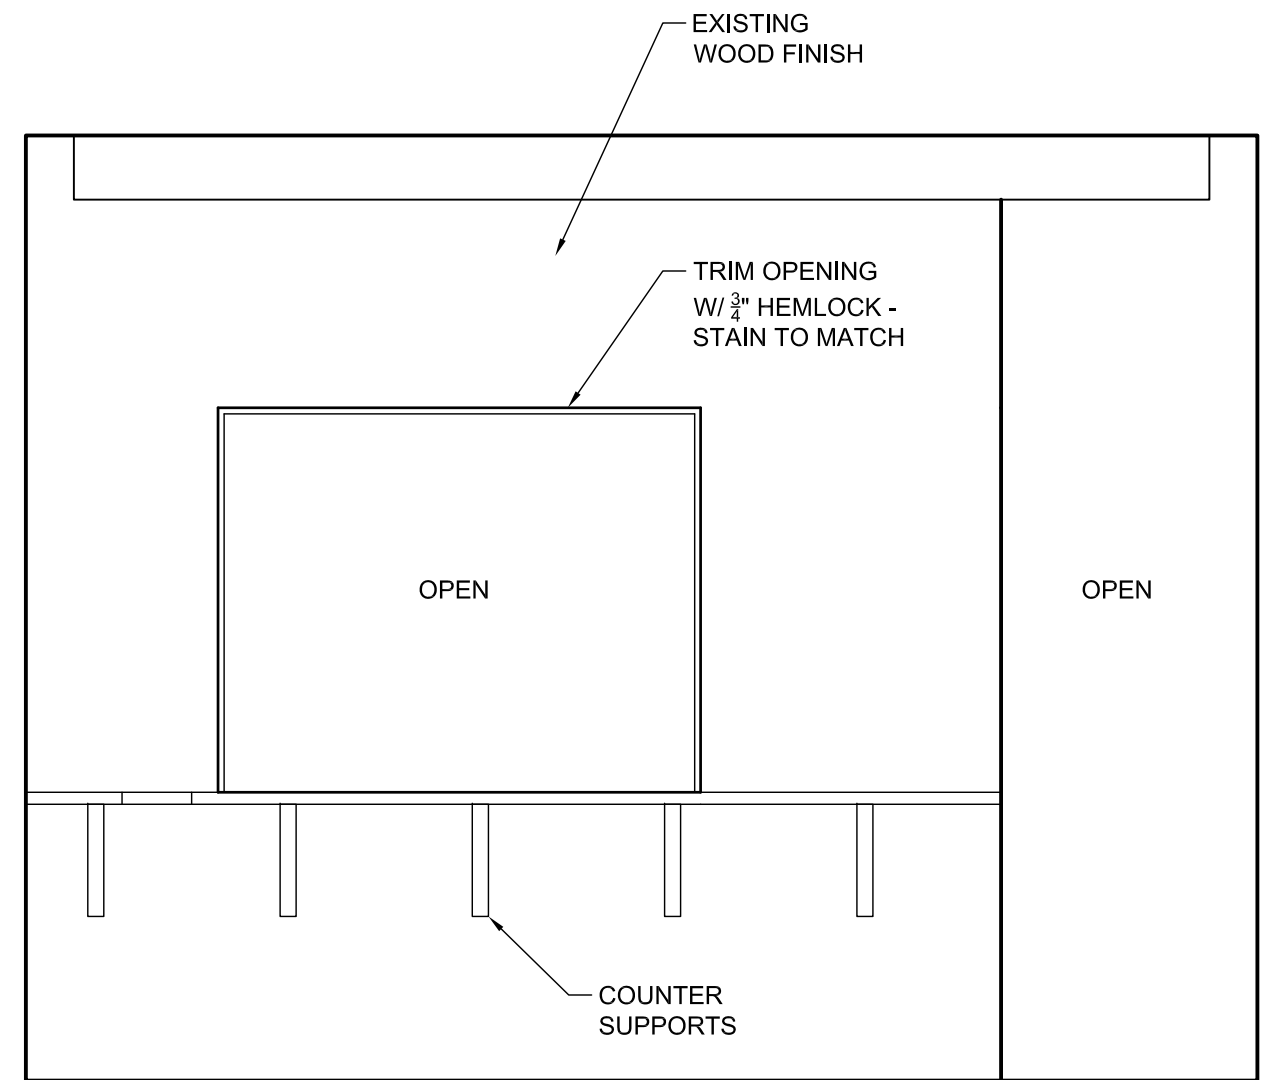 EXISTING
WOOD FINISH
TRIM OPENING
W/ 3/4" HEMLOCK -
STAIN TO MATCH
OPEN
OPEN
COUNTER
SUPPORTS